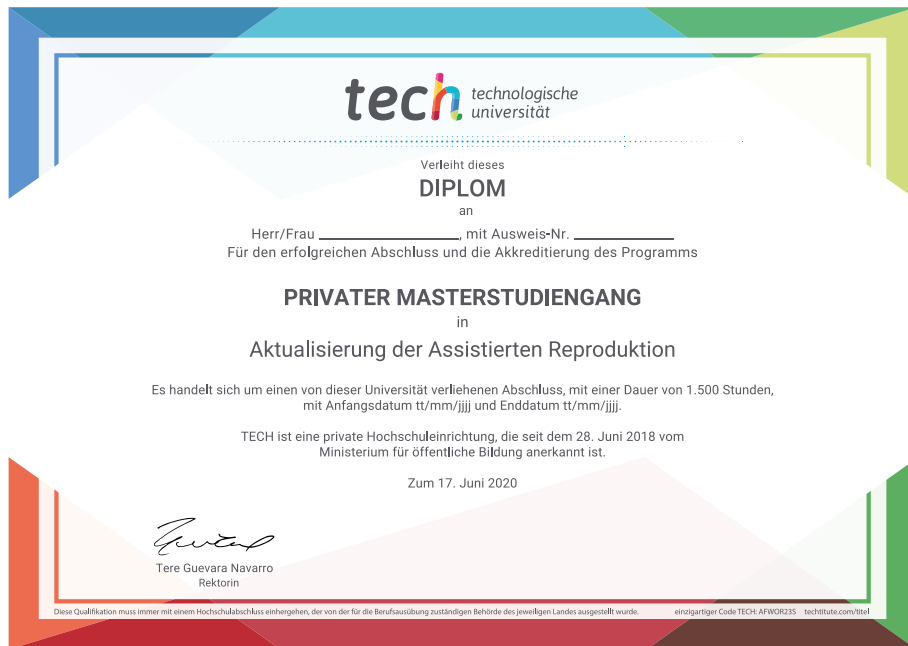 tech technologische
universität
Verleiht dieses
DIPLOM
an
Herr/Frau ____________________, mit Ausweis-Nr. ______________
Für den erfolgreichen Abschluss und die Akkreditierung des Programms
PRIVATER MASTERSTUDIENGANG
in
Aktualisierung der Assistierten Reproduktion
Es handelt sich um einen von dieser Universität verliehenen Abschluss, mit einer Dauer von 1.500 Stunden,
mit Anfangsdatum tt/mm/jjjj und Enddatum tt/mm/jjjj.
TECH ist eine private Hochschuleinrichtung, die seit dem 28. Juni 2018 vom
Ministerium für öffentliche Bildung anerkannt ist.
Zum 17. Juni 2020
Tere Guevara Navarro
Rektorin
Diese Qualifikation muss immer mit einem Hochschulabschluss einhergehen, der von der für die Berufsausübung zuständigen Behörde des jeweiligen Landes ausgestellt wurde. einzigartiger Code TECH: AFWOR23S techtitute.com/titel